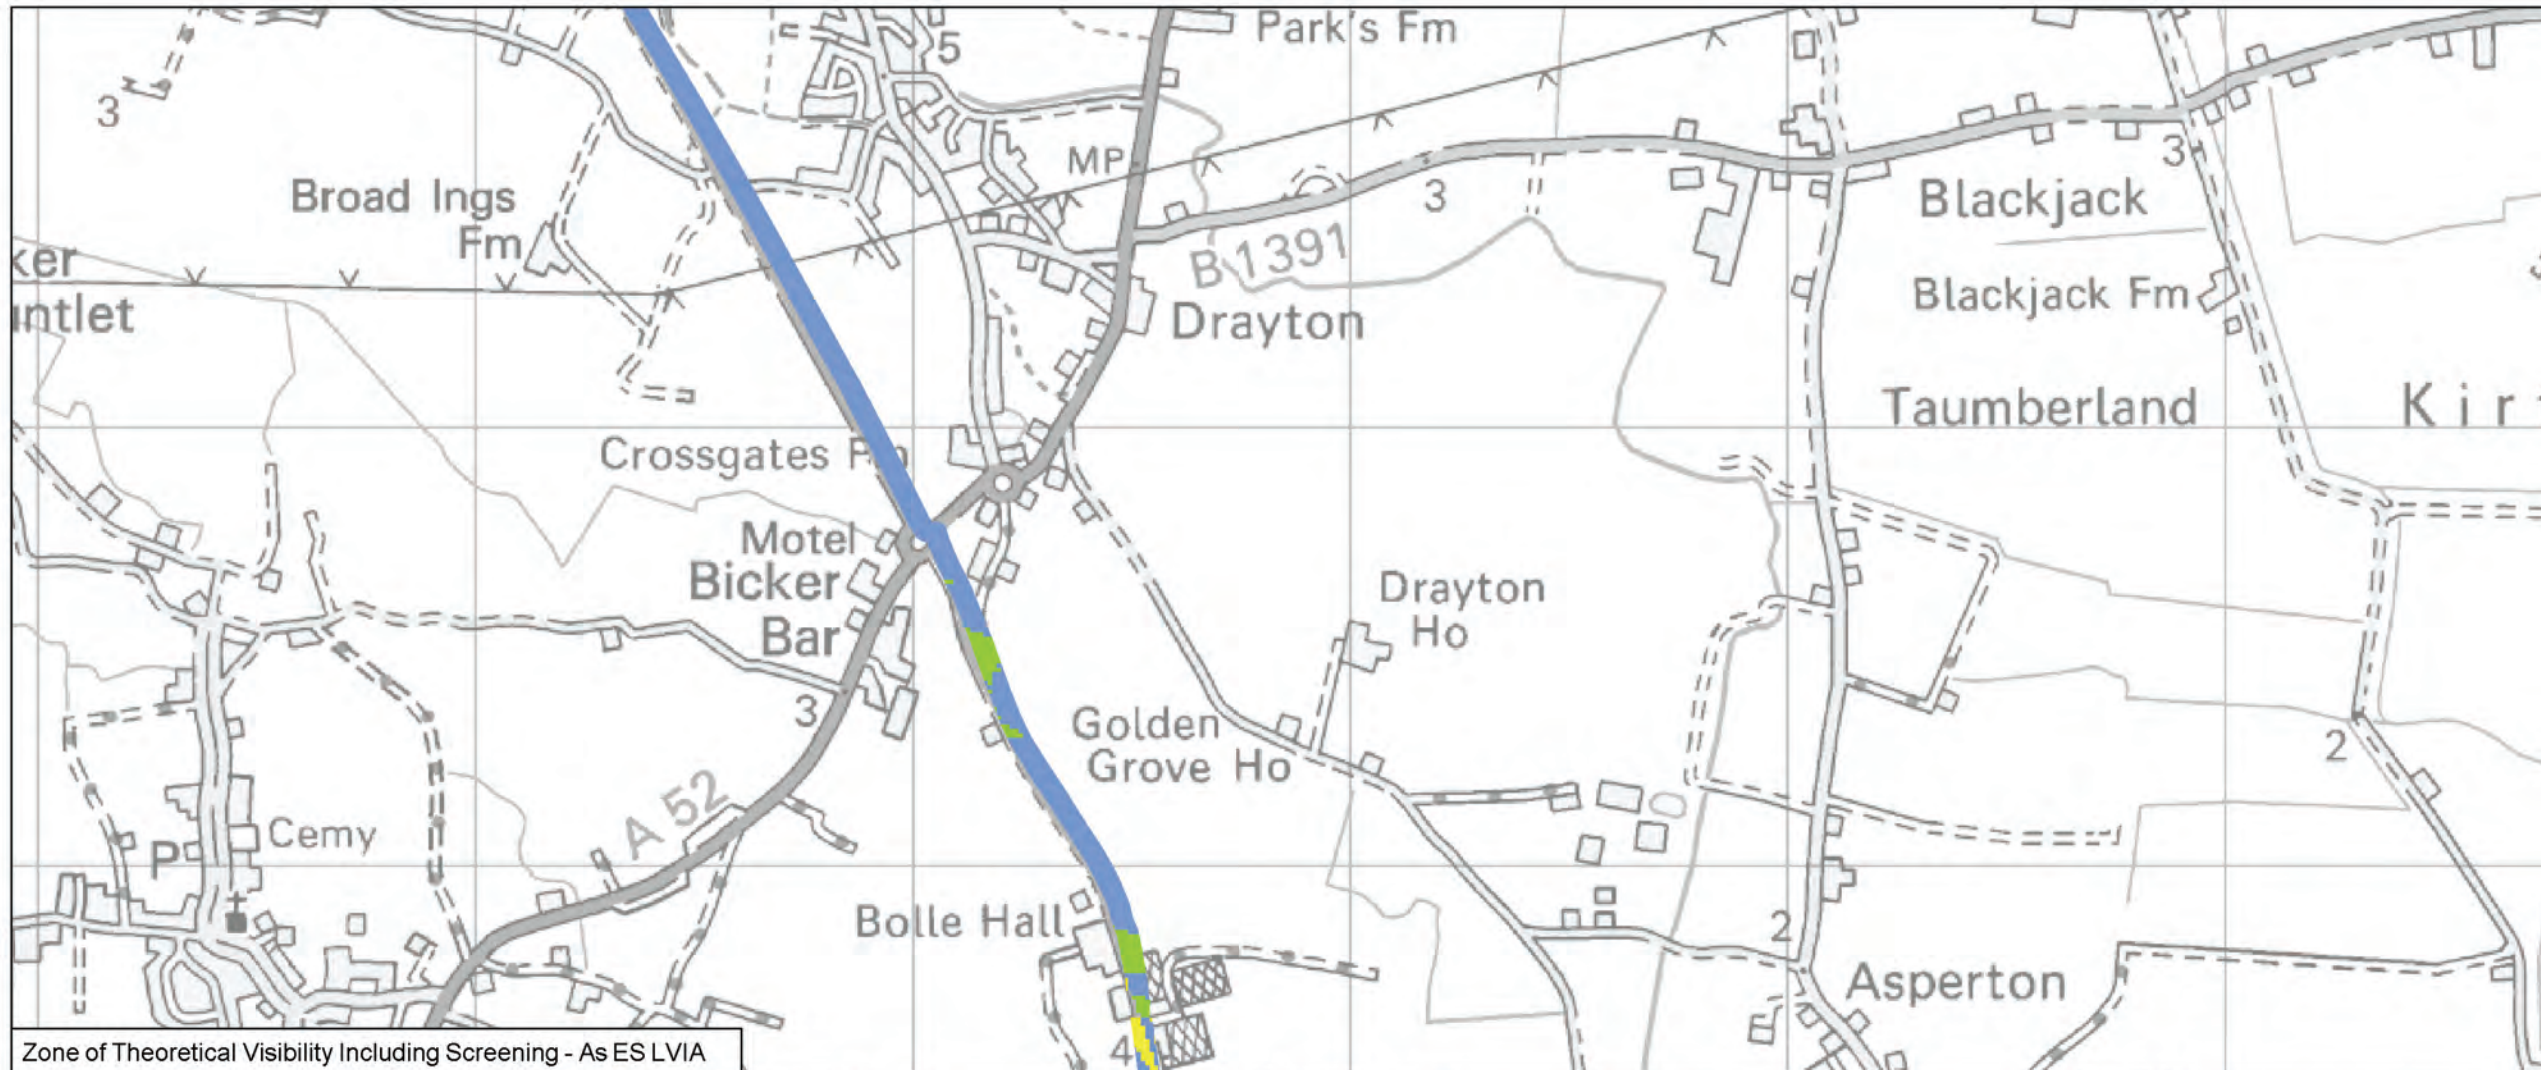 Park's Fm
5
3
MP
3
3
Broad Ings
Fm
Blackjack
ker
B 1391
Blackjack Fm
untlet
Drayton
Taumberland
Kir
Crossgates
Motel
Bicker
Bar
Drayton
Ho
3
Golden
Grove Ho
2
A 52
Cemy
P
Bolle Hall
2
Asperton
4
Zone of Theoretical Visibility Including Screening - As ES LVIA